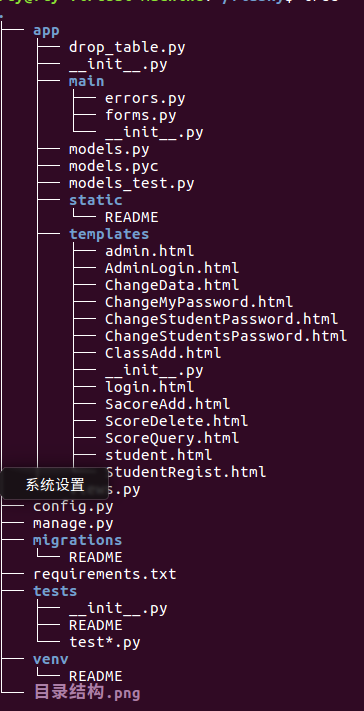 .
├── app
│   ├── drop_table.py
│   ├── __init__.py
│   ├── main
│   │   ├── errors.py
│   │   ├── forms.py
│   │   └── __init__.py
│   ├── models.py
│   ├── models.pyc
│   ├── models_test.py
│   ├── static
│   │   └── README
│   ├── templates
│   │   ├── admin.html
│   │   ├── AdminLogin.html
│   │   ├── ChangeData.html
│   │   ├── ChangeMyPassword.html
│   │   ├── ChangeStudentPassword.html
│   │   ├── ChangeStudentsPassword.html
│   │   ├── ClassAdd.html
│   │   ├── __init__.py
│   │   ├── login.html
│   │   ├── SacoreAdd.html
│   │   ├── ScoreDelete.html
│   │   ├── ScoreQuery.html
│   │   ├── student.html
│   │   └── StudentRegist.html
系统设置
.py
├── config.py
├── manage.py
├── migrations
│   └── README
├── requirements.txt
├── tests
│   ├── __init__.py
│   ├── README
│   └── test*.py
├── venv
│   └── README
└── 目录结构.png